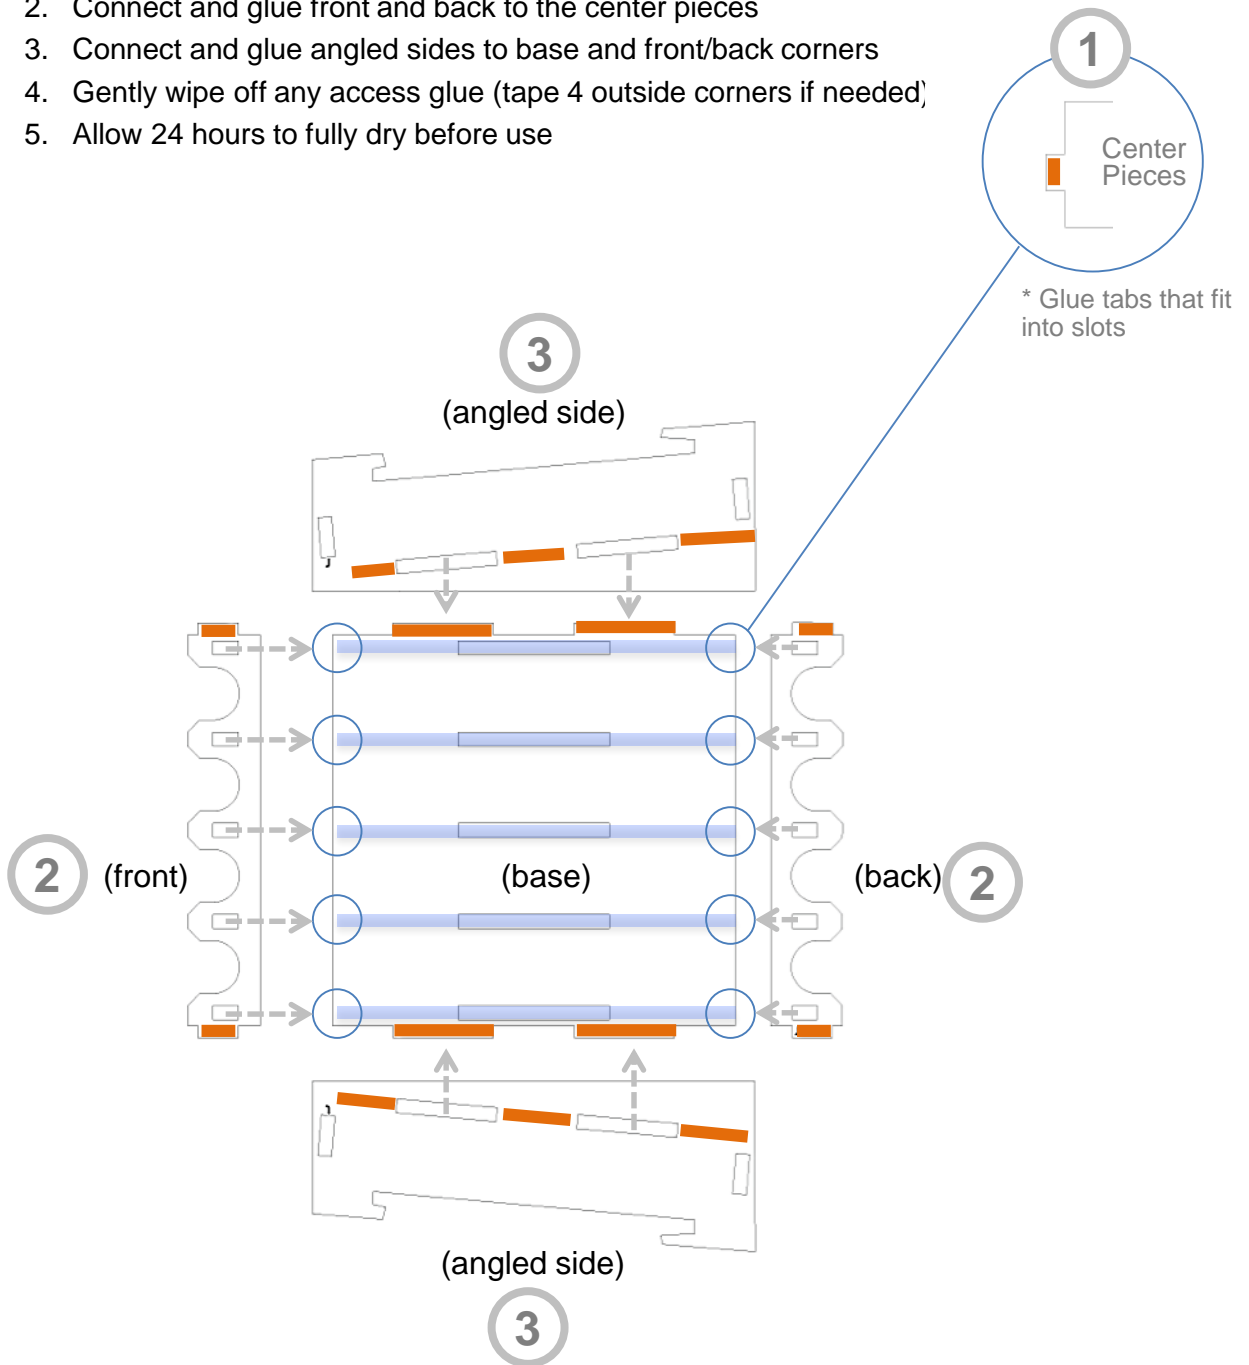 2. Connect and glue front and back to the center pieces
3. Connect and glue angled sides to base and front/back corners
4. Gently wipe off any access glue (tape 4 outside corners if needed)
5. Allow 24 hours to fully dry before use
1
Center
Pieces
* Glue tabs that fit
into slots
3
(angled side)
2 (front)
(base)
(back) 2
(angled side)
3